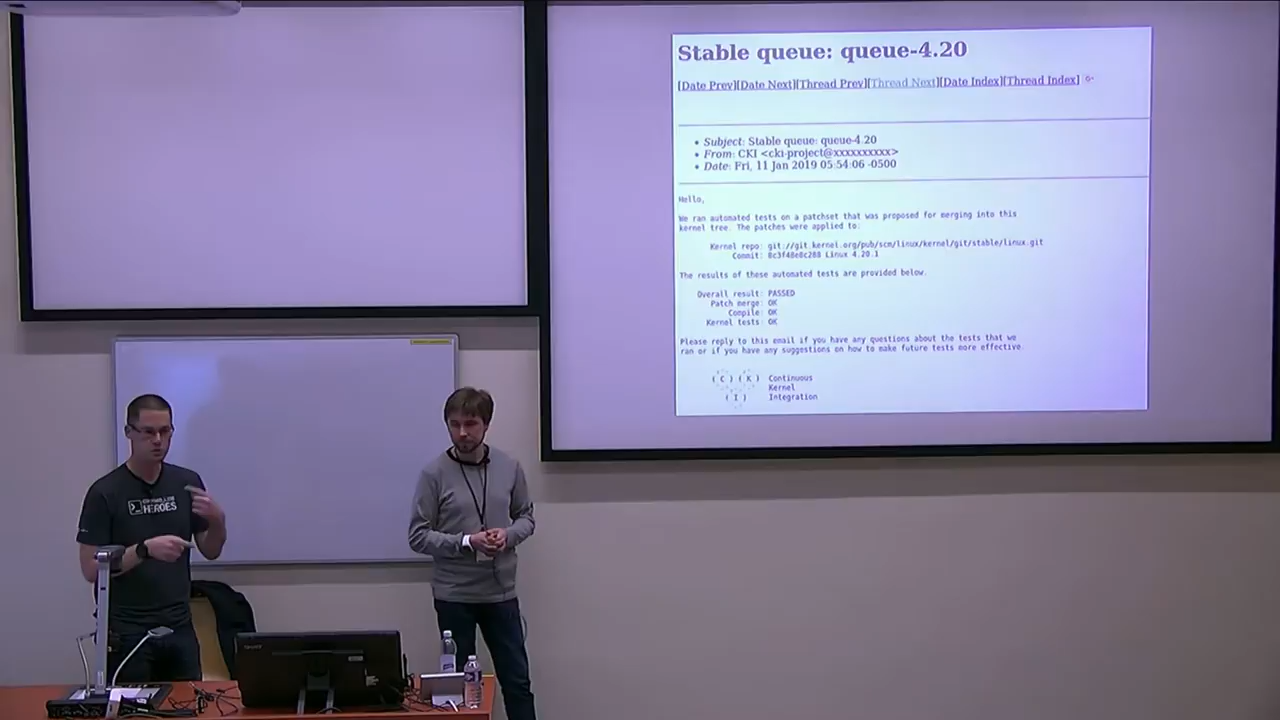 Stable queue: queue-4.20
[Date Prev][Date Next][Thread Prev][Thread Next][Date Index][Thread Index]
• Subject: Stable queue: queue-4.20
• From: CKI <cki-project@xxxxxxxxxx>
• Date: Fri, 11 Jan 2019 05:54:06 -0500
Hello,
We ran automated tests on a patchset that was proposed for merging into this
kernel tree. The patches were applied to:
Kernel repo: git://git.kernel.org/pub/scm/linux/kernel/git/stable/linux.git
Commit: 8c3f48e8c288 Linux 4.20.1
The results of these automated tests are provided below.
Overall result: PASSED
Patch merge: OK
Compile: OK
Kernel tests: OK
Please reply to this email if you have any questions about the tests that we
ran or if you have any suggestions on how to make future tests more effective
( C ) ( K ) Continuous
Kernel
( I ) Integration
HEROES